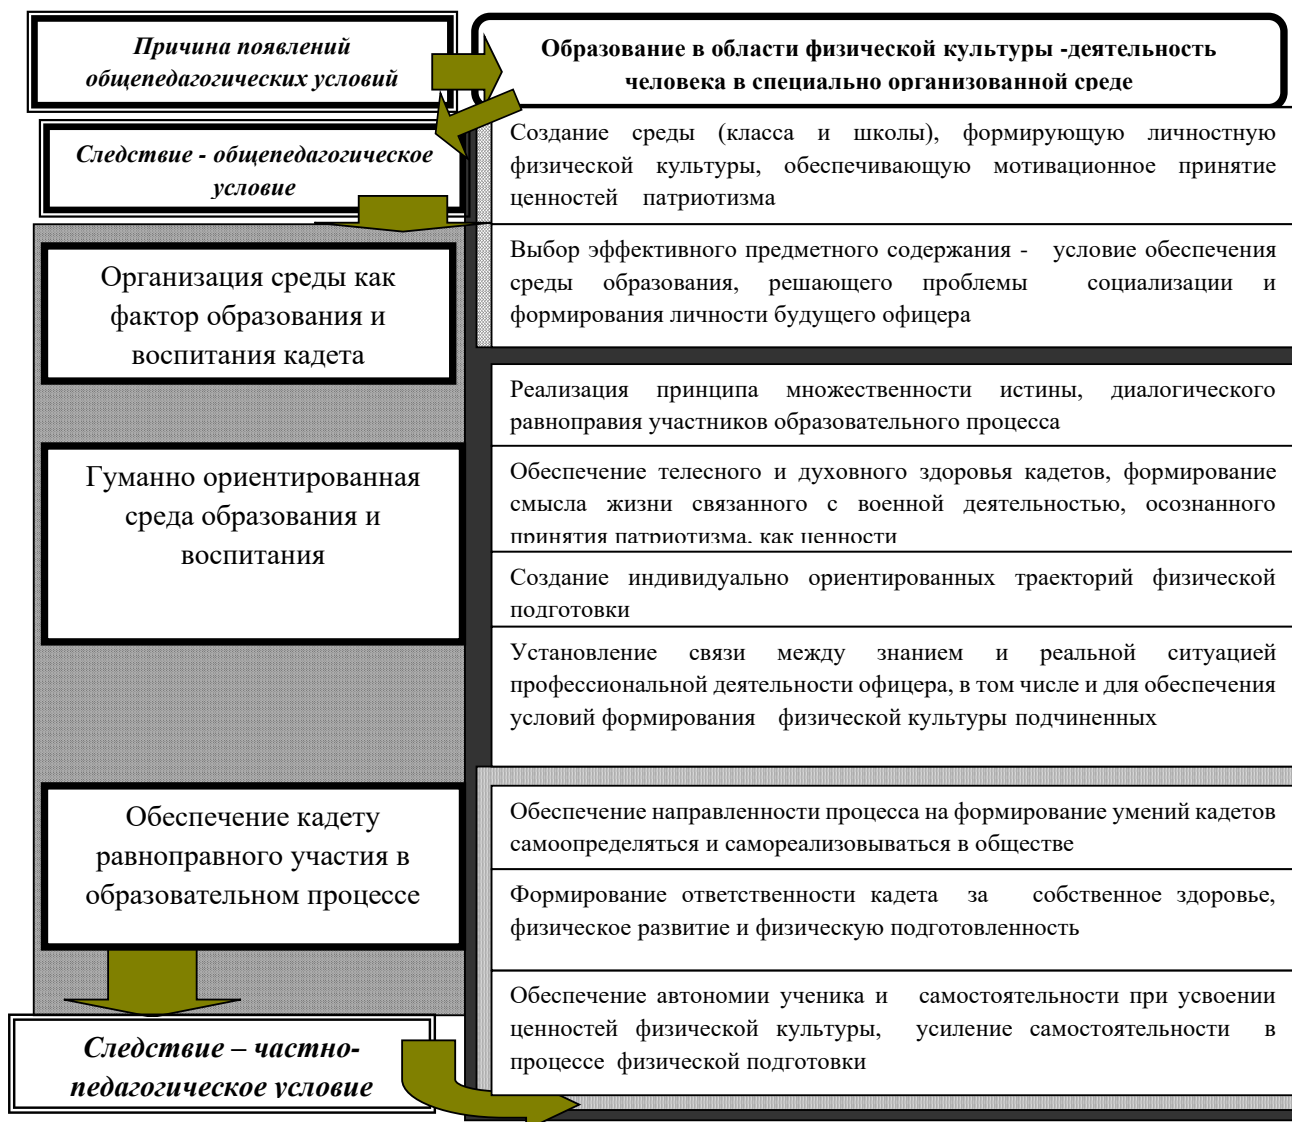 Причина появлений
общепедагогических условий
Образование в области физической культуры -деятельность
человека в специально организованной среде
Следствие - общепедагогическое
условие
Создание среды (класса и школы), формирующую личностную
физической культуры, обеспечивающую мотивационное принятие
ценностей патриотизма
Организация среды как
фактор образования и
воспитания кадета
Выбор эффективного предметного содержания - условие обеспечения
среды образования, решающего проблемы социализации и
формирования личности будущего офицера
Реализация принципа множественности истины, диалогического
равноправия участников образовательного процесса
Гуманно ориентированная
среда образования и
воспитания
Обеспечение телесного и духовного здоровья кадетов, формирование
смысла жизни связанного с военной деятельностью, осознанного
принятия патриотизма, как ценности
Создание индивидуально ориентированных траекторий физической
подготовки
Установление связи между знанием и реальной ситуацией
профессиональной деятельности офицера, в том числе и для обеспечения
условий формирования физической культуры подчиненных
Обеспечение кадету
равноправного участия в
образовательном процессе
Обеспечение направленности процесса на формирование умений кадетов
самоопределяться и самореализовываться в обществе
Формирование ответственности кадета за собственное здоровье,
физическое развитие и физическую подготовленность
Обеспечение автономии ученика и самостоятельности при усвоении
ценностей физической культуры, усиление самостоятельности в
процессе физической подготовки
Следствие – частно-
педагогическое условие